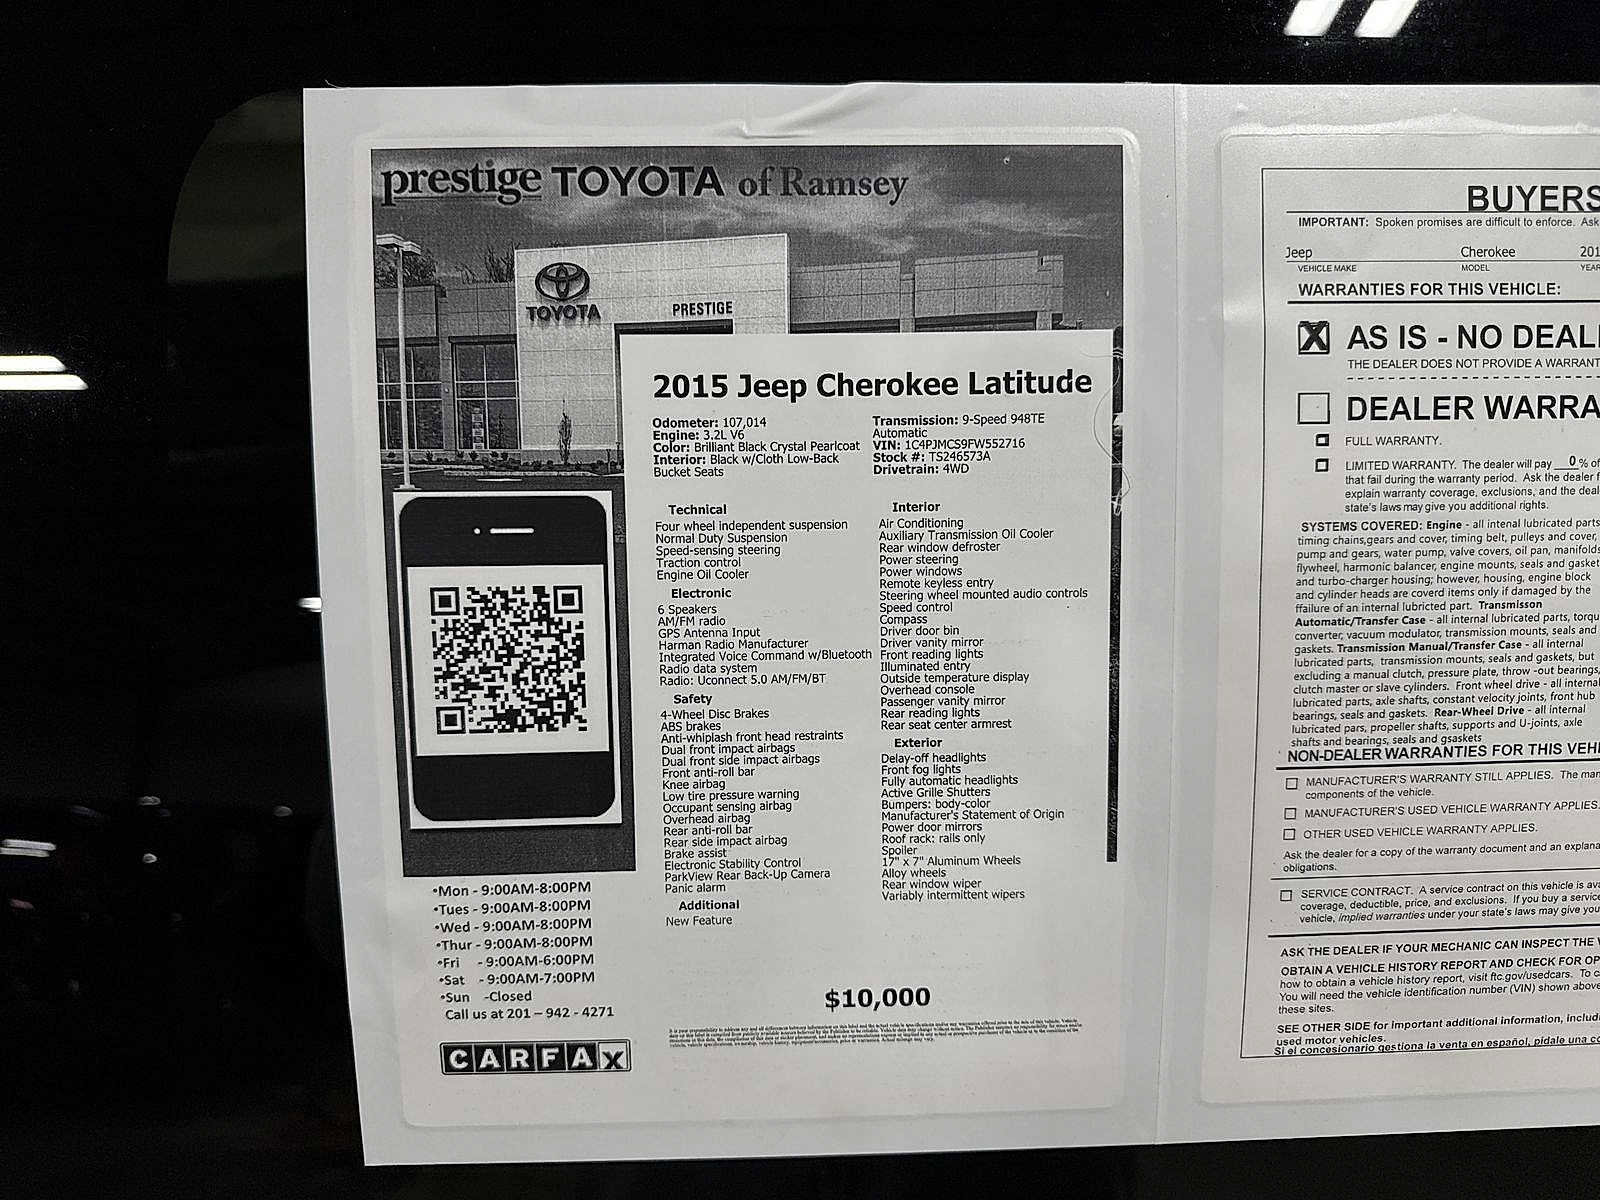 prestige TOYOTA of Ramsey
TOYOTA
PRESTIGE
2015 Jeep Cherokee Latitude
Odometer: 107,014
Engine: 3.2L V6
Color: Brilliant Black Crystal Pearlcoat
Interior: Black w/Cloth Low-Back
Bucket Seats
Transmission: 9-Speed 948TE
Automatic
VIN: 1C4PJMCS9FW552716
Stock #: TS246573A
Drivetrain: 4WD
Technical
Four wheel independent suspension
Normal Duty Suspension
Speed-sensing steering
Traction control
Engine Oil Cooler
Electronic
6 Speakers
AM/FM radio
GPS Antenna Input
Harman Radio Manufacturer
Integrated Voice Command w/Bluetooth
Radio data system
Radio: Uconnect 5.0 AM/FM/BT
Safety
4-Wheel Disc Brakes
ABS brakes
Anti-whiplash front head restraints
Dual front impact airbags
Dual front side impact airbags
Front anti-roll bar
Knee airbag
Low tire pressure warning
Occupant sensing airbag
Overhead airbag
Rear anti-roll bar
Rear side impact airbag
Brake assist
Electronic Stability Control
ParkView Rear Back-Up Camera
Panic alarm
Additional
New Feature
Interior
Air Conditioning
Auxiliary Transmission Oil Cooler
Rear window defroster
Power steering
Power windows
Remote keyless entry
Steering wheel mounted audio controls
Speed control
Compass
Driver door bin
Driver vanity mirror
Front reading lights
Illuminated entry
Outside temperature display
Overhead console
Passenger vanity mirror
Rear reading lights
Rear seat center armrest
Exterior
Delay-off headlights
Front fog lights
Fully automatic headlights
Active Grille Shutters
Bumpers: body-color
Manufacturer's Statement of Origin
Power door mirrors
Roof rack: rails only
Spoiler
17" x 7" Aluminum Wheels
Alloy wheels
Rear window wiper
Variably intermittent wipers
$10,000
•Mon - 9:00AM-8:00PM
•Tues - 9:00AM-8:00PM
•Wed - 9:00AM-8:00PM
•Thur - 9:00AM-8:00PM
•Fri - 9:00AM-6:00PM
•Sat - 9:00AM-7:00PM
•Sun -Closed
Call us at 201 – 942 - 4271
CARFAX
BUYERS
IMPORTANT: Spoken promises are difficult to enforce. Ask
Jeep Cherokee 201
VEHICLE MAKE MODEL YEAR
WARRANTIES FOR THIS VEHICLE:
X AS IS - NO DEAL
THE DEALER DOES NOT PROVIDE A WARRANT
DEALER WARRA
FULL WARRANTY.
LIMITED WARRANTY. The dealer will pay 0 % of
that fail during the warranty period. Ask the dealer f
explain warranty coverage, exclusions, and the deal
state's laws may give you additional rights.
SYSTEMS COVERED: Engine - all intenal lubricated parts
timing chains,gears and cover, timing belt, pulleys and cover,
pump and gears, water pump, valve covers, oil pan, manifolds
flywheel, harmonic balancer, engine mounts, seals and gasket
and turbo-charger housing; however, housing, engine block
and cylinder heads are coverd items only if damaged by the
ffailure of an internal lubricted part. Transmisson
Automatic/Transfer Case - all internal lubricated parts, torqu
converter, vacuum modulator, transmission mounts, seals and
gaskets. Transmission Manual/Transfer Case - all internal
lubricated parts, transmission mounts, seals and gaskets, but
excluding a manual clutch, pressure plate, throw -out bearings,
clutch master or slave cylinders. Front wheel drive - all internal
lubricated parts, axle shafts, constant velocity joints, front hub
bearings, seals and gaskets. Rear-Wheel Drive - all internal
lubricated pars, propeller shafts, supports and U-joints, axle
shafts and bearings, seals and gsaskets
NON-DEALER WARRANTIES FOR THIS VEHI
MANUFACTURER'S WARRANTY STILL APPLIES. The man
components of the vehicle.
MANUFACTURER'S USED VEHICLE WARRANTY APPLIES.
OTHER USED VEHICLE WARRANTY APPLIES.
Ask the dealer for a copy of the warranty document and an explana
obligations.
SERVICE CONTRACT. A service contract on this vehicle is ava
coverage, deductible, price, and exclusions. If you buy a service
vehicle, implied warranties under your state's laws may give you
ASK THE DEALER IF YOUR MECHANIC CAN INSPECT THE V
OBTAIN A VEHICLE HISTORY REPORT AND CHECK FOR OP
how to obtain a vehicle history report, visit ftc.gov/usedcars. To c
You will need the vehicle identification number (VIN) shown above
these sites.
SEE OTHER SIDE for important additional information, includi
used motor vehicles.
Si el concesionario gestiona la venta en español, pídale una co